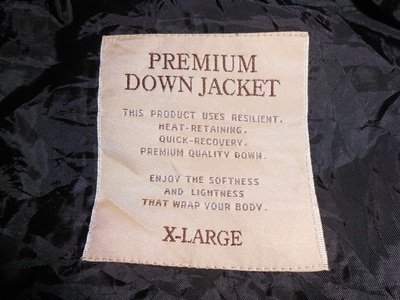 PREMIUM
DOWN JACKET
THIS PRODUCT USES RESILIENT,
HEAT-RETAINING,
QUICK-RECOVERY,
PREMIUM QUALITY DOWN.
ENJOY THE SOFTNESS
AND LIGHTNESS
THAT WRAP YOUR BODY.
X-LARGE